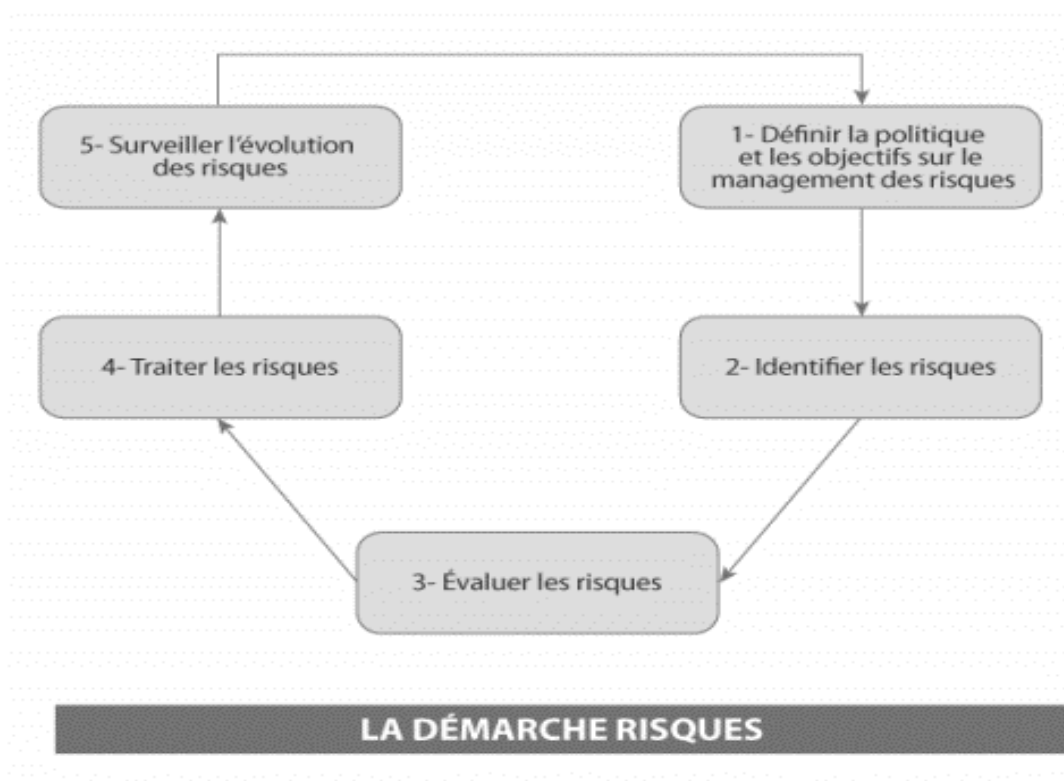 5- Surveiller l'évolution
des risques
1- Définir la politique
et les objectifs sur le
management des risques
4- Traiter les risques
2- Identifier les risques
3- Évaluer les risques
LA DÉMARCHE RISQUES